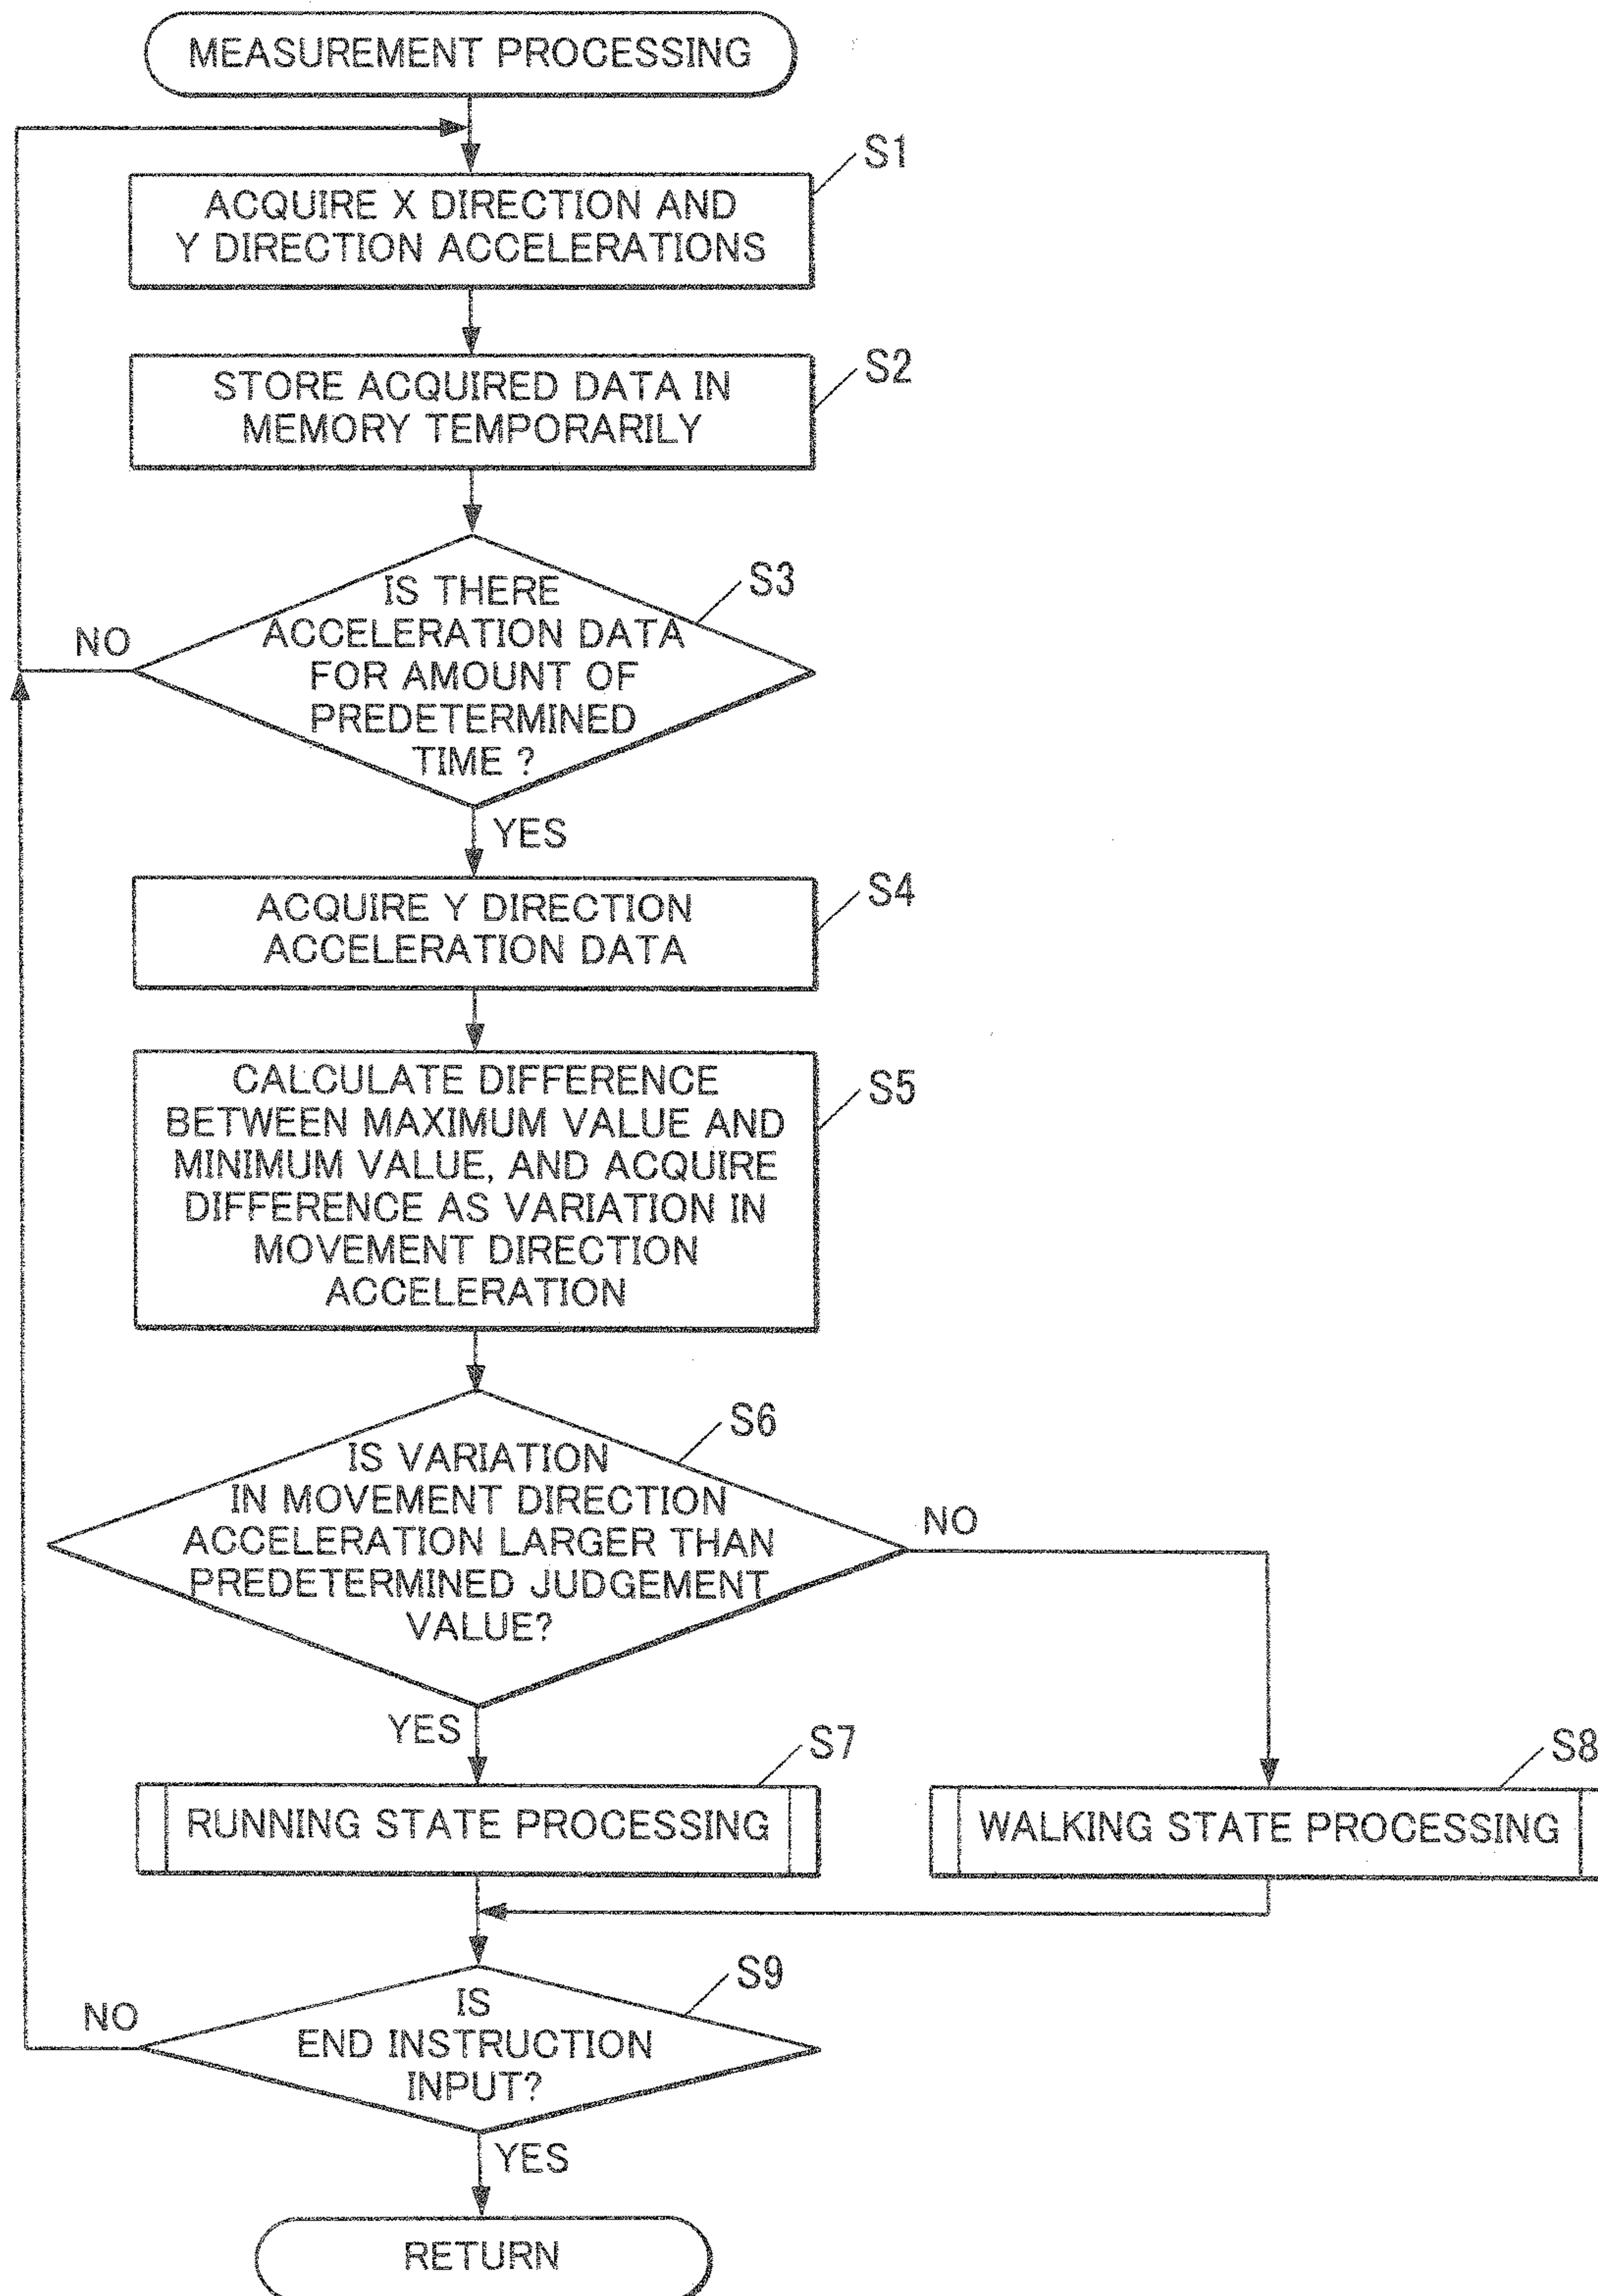 MEASUREMENT PROCESSING
S1
ACQUIRE X DIRECTION AND
Y DIRECTION ACCELERATIONS
S2
STORE ACQUIRED DATA IN
MEMORY TEMPORARILY
S3
IS THERE
ACCELERATION DATA
FOR AMOUNT OF
PREDETERMINED
TIME ?
NO
YES
S4
ACQUIRE Y DIRECTION
ACCELERATION DATA
S5
CALCULATE DIFFERENCE
BETWEEN MAXIMUM VALUE AND
MINIMUM VALUE, AND ACQUIRE
DIFFERENCE AS VARIATION IN
MOVEMENT DIRECTION
ACCELERATION
S6
IS VARIATION
IN MOVEMENT DIRECTION
ACCELERATION LARGER THAN
PREDETERMINED JUDGEMENT
VALUE?
NO
YES
S7
RUNNING STATE PROCESSING
S8
WALKING STATE PROCESSING
S9
IS
END INSTRUCTION
INPUT?
NO
YES
RETURN